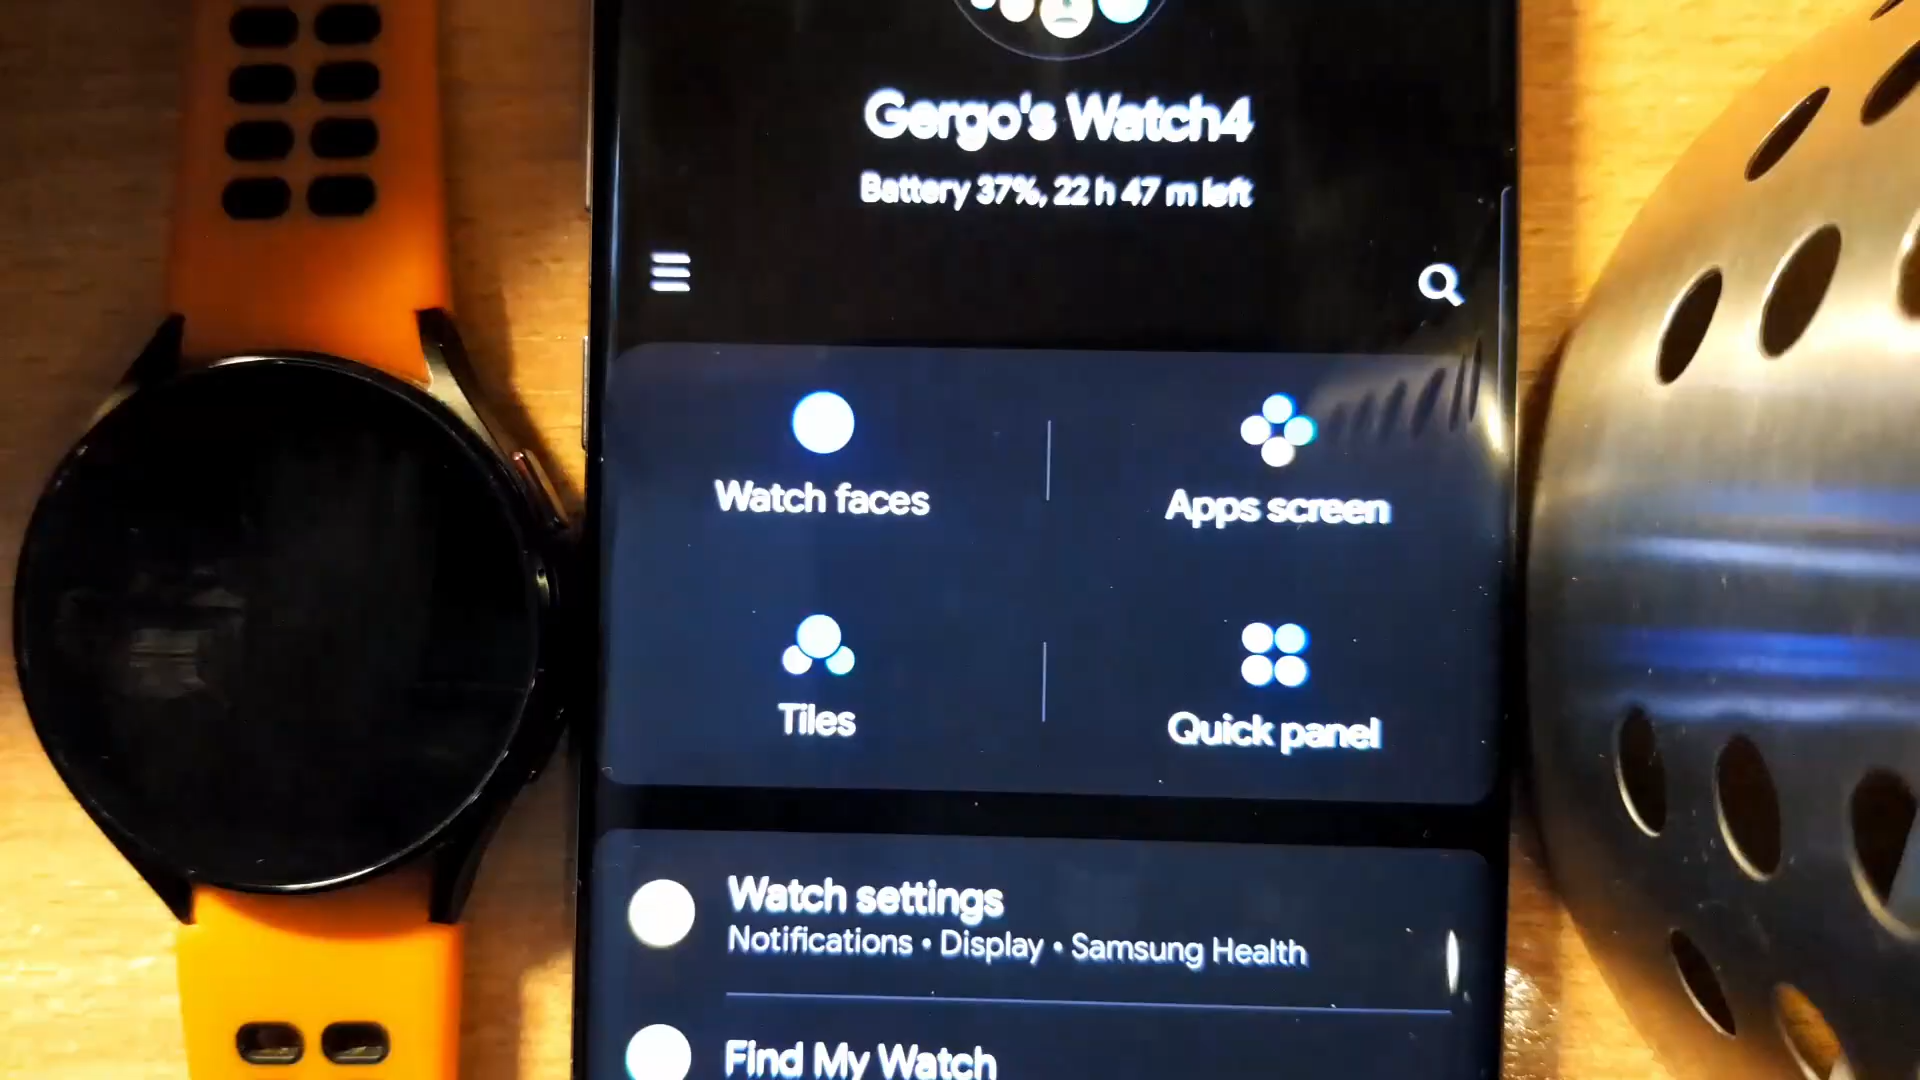 Gergo's Watch4
Battery 37%, 22 h 47 m left
Watch faces
Apps screen
Tiles
Quick panel
Watch settings
Notifications • Display • Samsung Health
Find My Watch